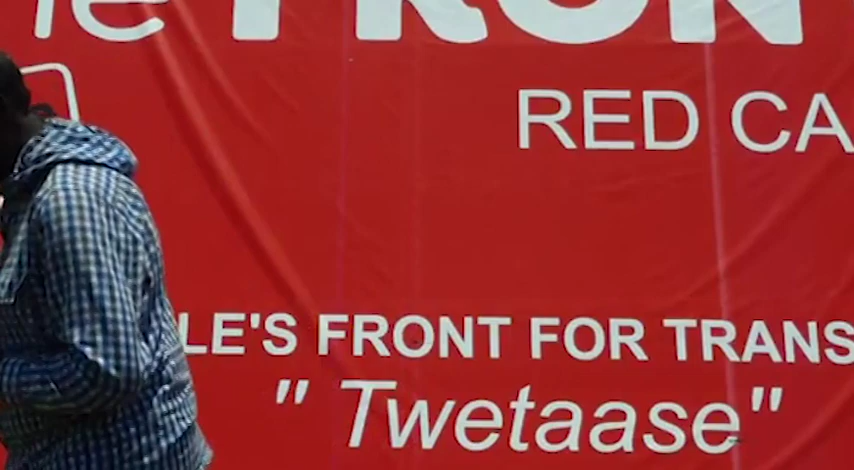 RED CA
LE'S FRONT FOR TRANS
" Twetaase"